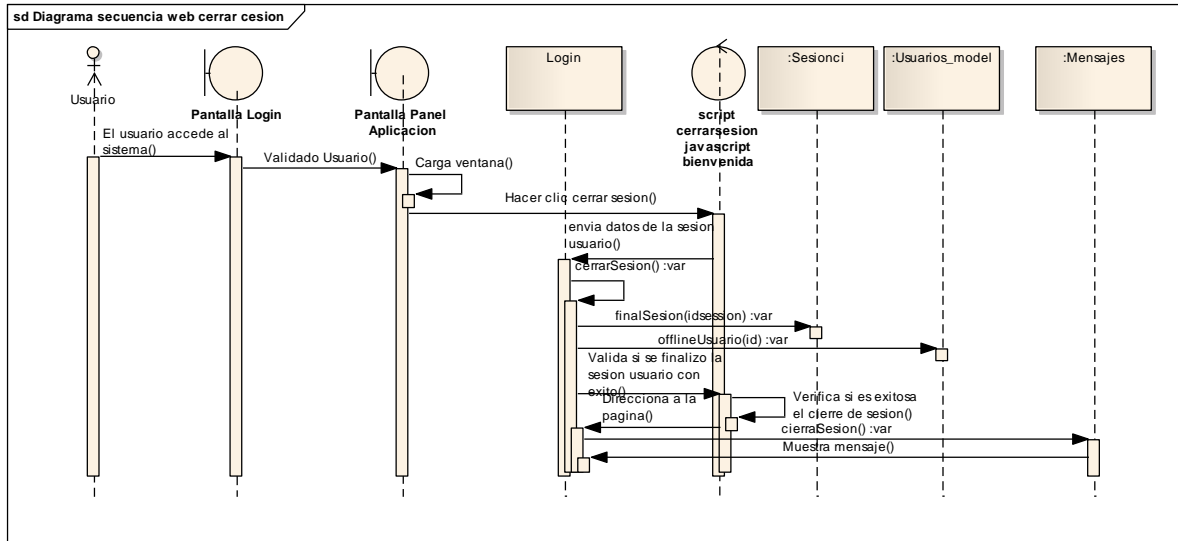 sd Diagrama secuencia web cerrar cesion
Usuario
Pantalla Login
Pantalla Panel
Aplicacion
Login
script
cerrarsesion
javascript
bienvenida
:Sesionci
:Usuarios_model
:Mensajes
El usuario accede al
sistema()
Validado Usuario()
Carga ventana()
Hacer clic cerrar sesion()
envia datos de la sesion
usuario()
cerrarSesion() :var
finalSesion(idsession) :var
offlineUsuario(id) :var
Valida si se finalizo la
sesion usuario con
exito()
Verifica si es exitosa
el cierre de sesion()
Direcciona a la
pagina()
cierraSesion() :var
Muestra mensaje()